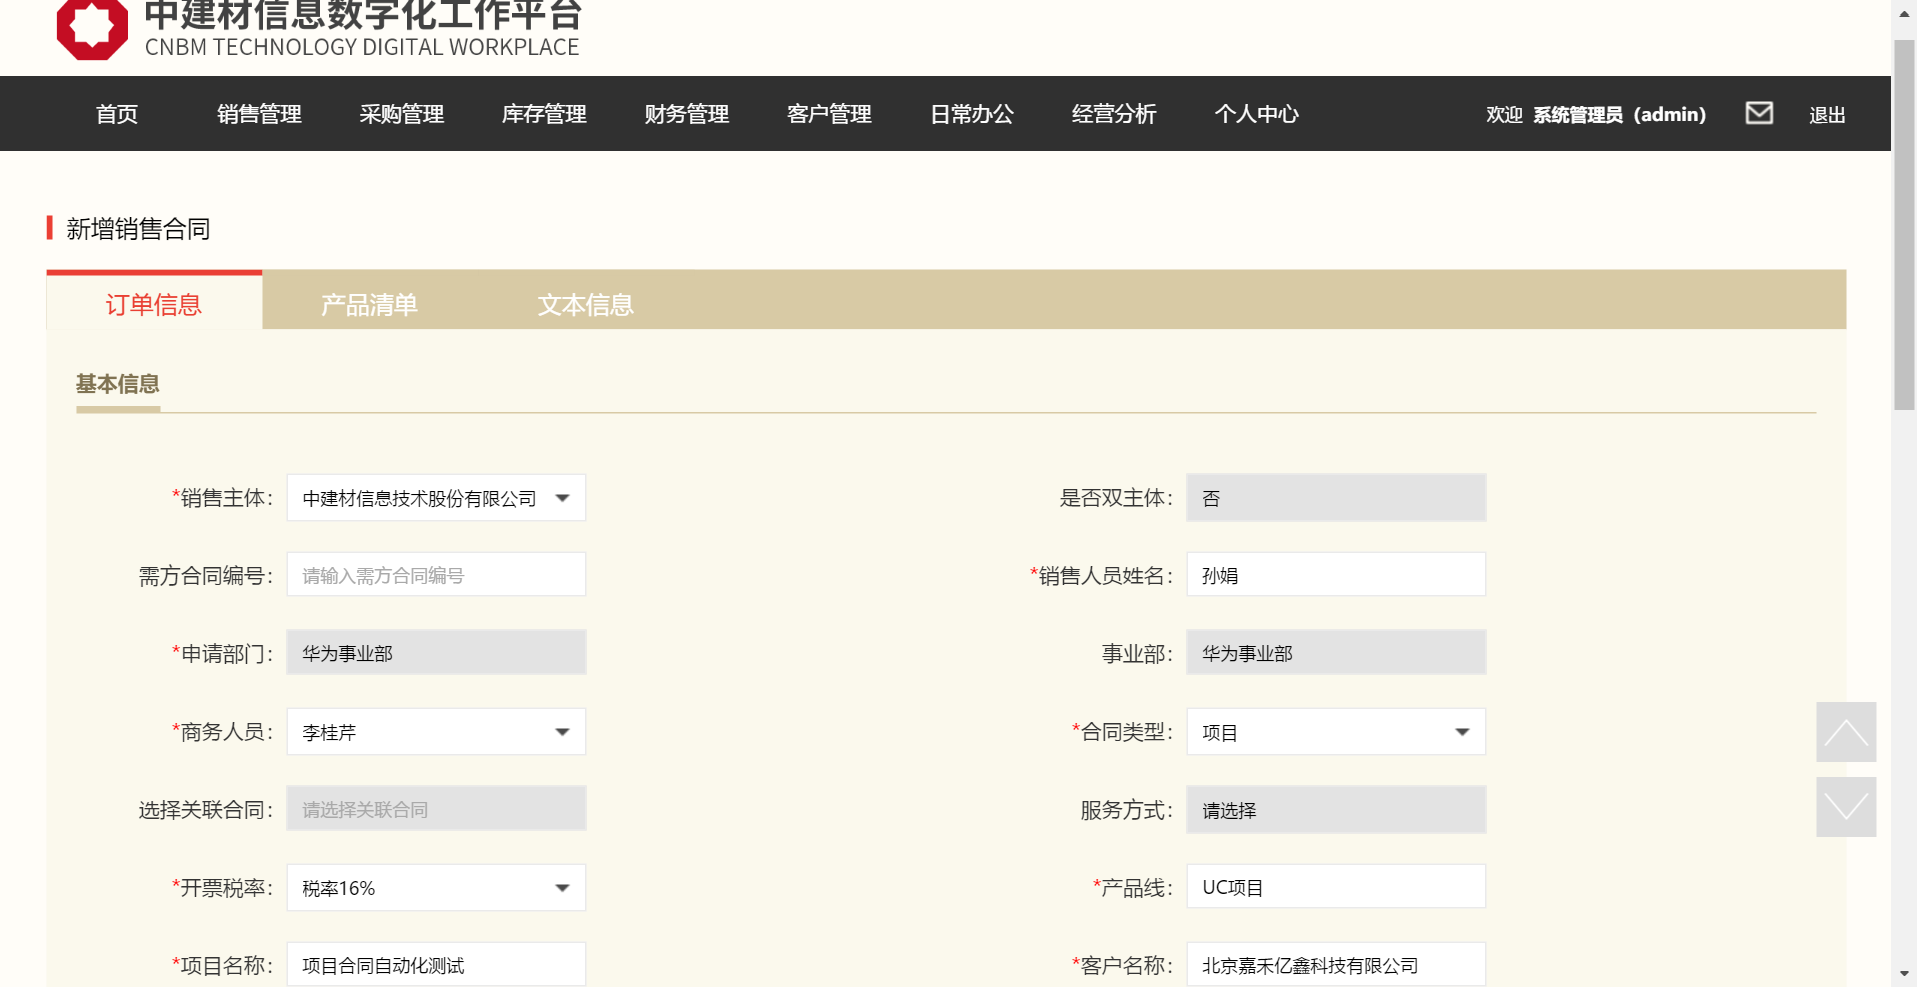 中建材信息数字化工作平台
CNBM TECHNOLOGY DIGITAL WORKPLACE
首页 销售管理 采购管理 库存管理 财务管理 客户管理 日常办公 经营分析 个人中心 欢迎 系统管理员（admin） 退出
新增销售合同
订单信息 产品清单 文本信息
基本信息
*销售主体： 中建材信息技术股份有限公司 是否双主体： 否
需方合同编号： 请输入需方合同编号 *销售人员姓名： 孙娟
*申请部门： 华为事业部 事业部： 华为事业部
*商务人员： 李桂芹 *合同类型： 项目
选择关联合同： 请选择关联合同 服务方式： 请选择
*开票税率： 税率16% *产品线： UC项目
*项目名称： 项目合同自动化测试 *客户名称： 北京嘉禾亿鑫科技有限公司